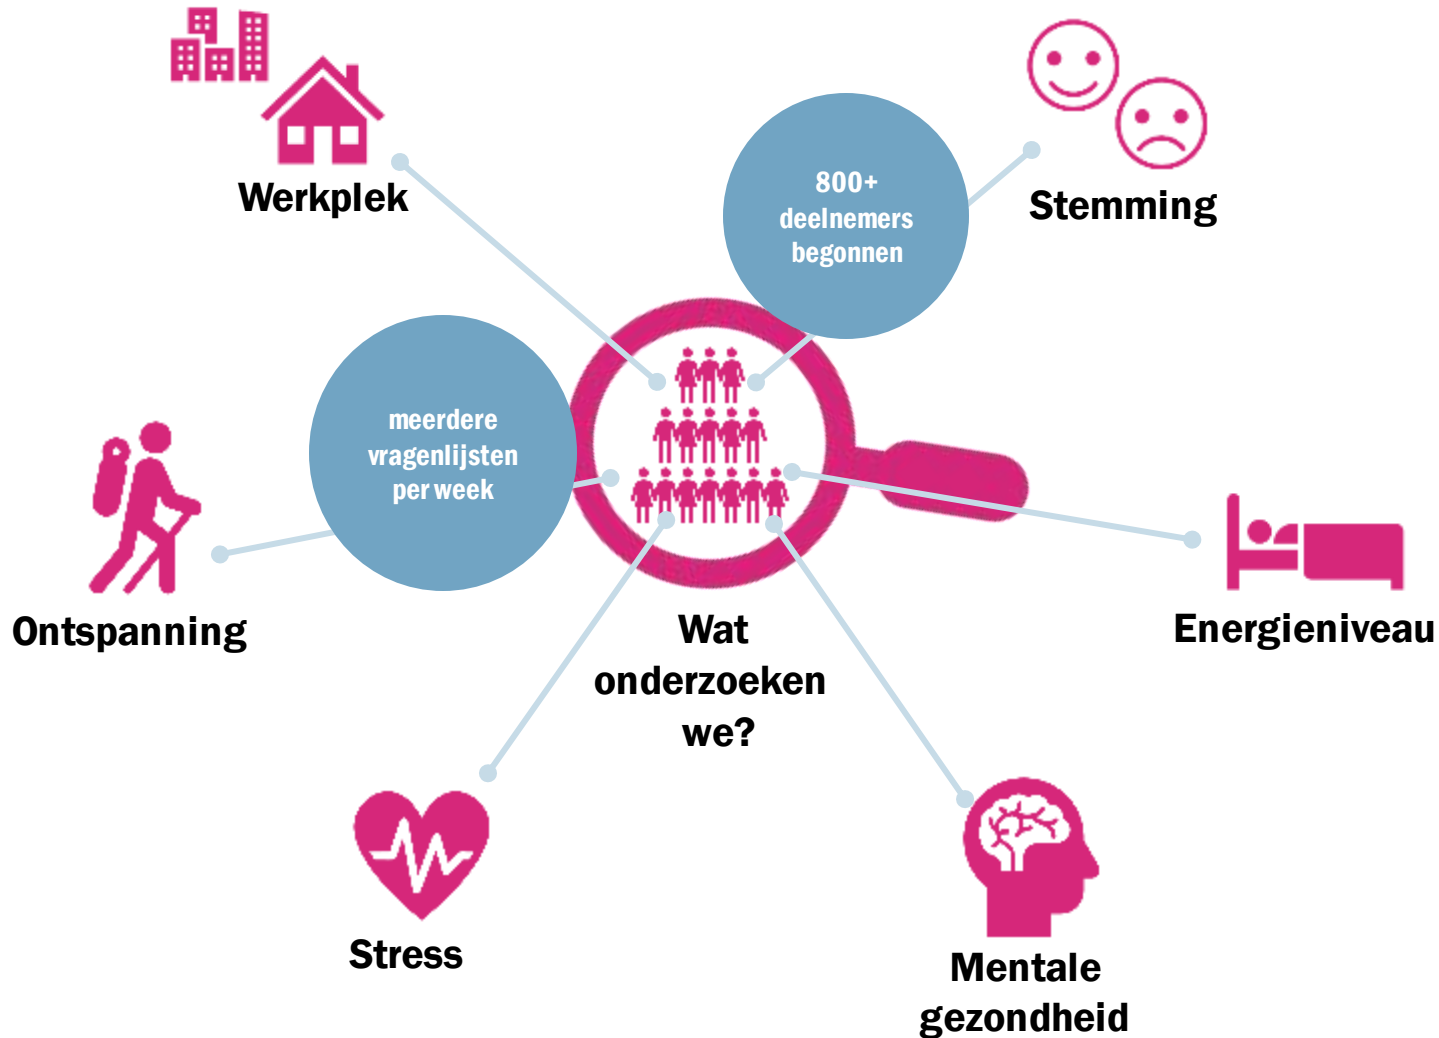 Werkplek
800+
deelnemers
begonnen
Stemming
meerdere
vragenlijsten
per week
Ontspanning
Wat
onderzoeken
we?
Energieniveau
Stress
Mentale
gezondheid